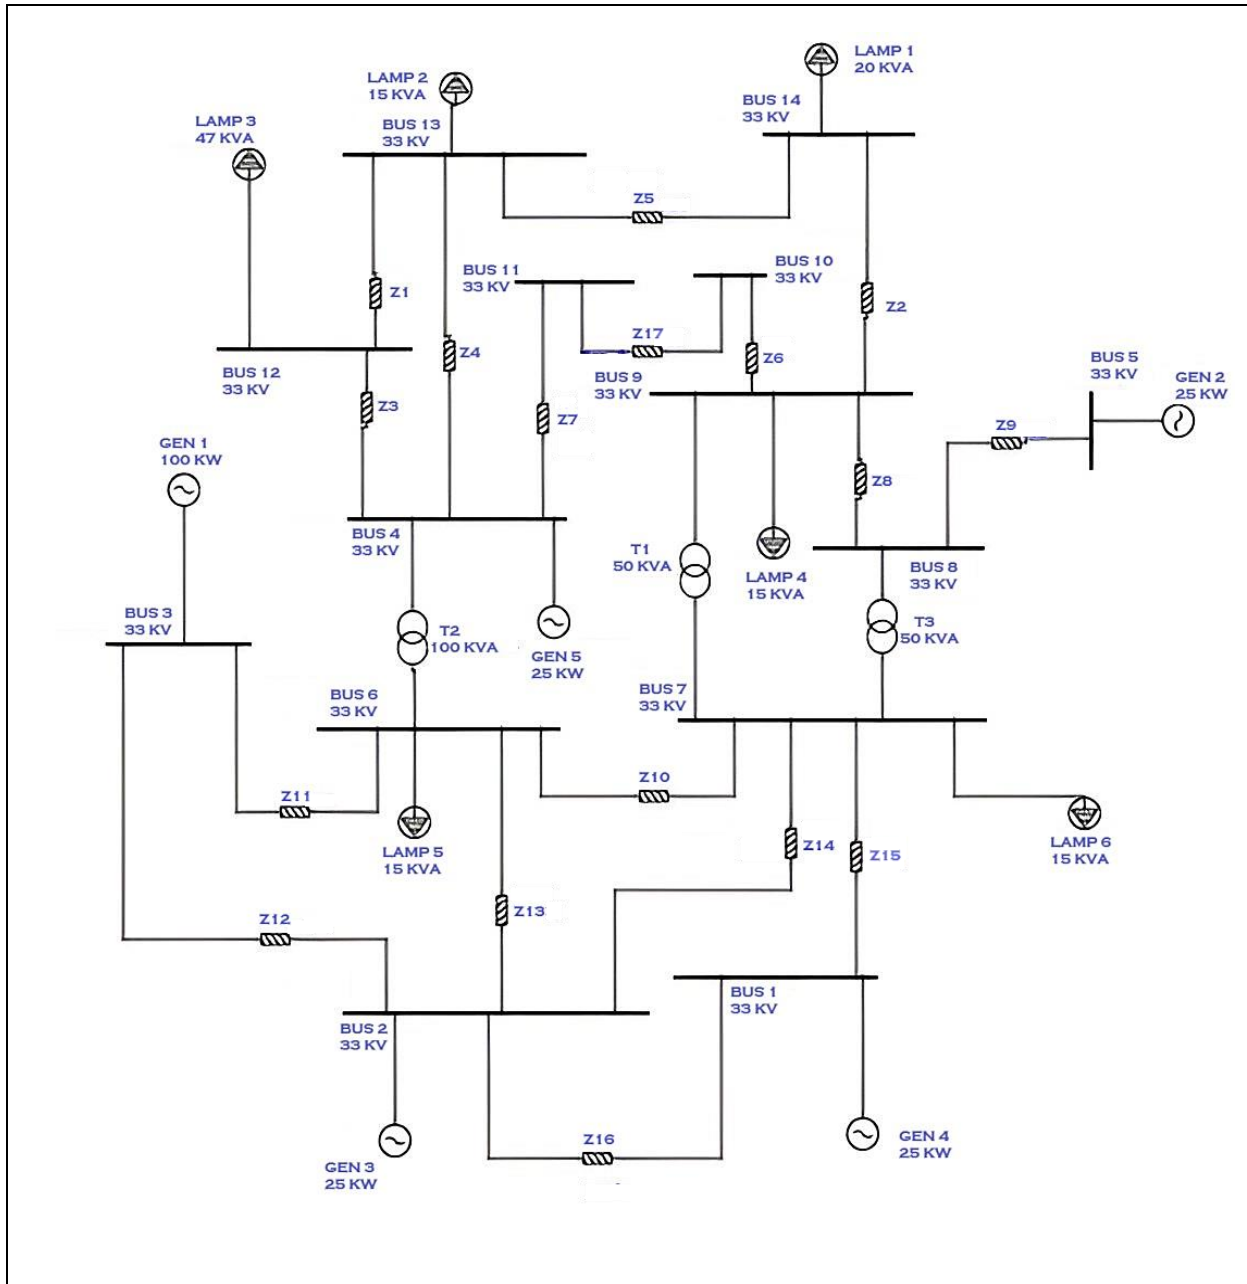 LAMP 1
20 KVA
LAMP 2
15 KVA
BUS 14
33 KV
LAMP 3
47 KVA
BUS 13
33 KV
Z5
BUS 11
33 KV
BUS 10
33 KV
Z1
Z2
Z17
Z4
Z6
BUS 12
33 KV
BUS 9
33 KV
BUS 5
33 KV
GEN 2
25 KW
Z3
Z7
Z9
GEN 1
100 KW
Z8
BUS 4
33 KV
T1
50 KVA
LAMP 4
15 KVA
BUS 8
33 KV
BUS 3
33 KV
T2
100 KVA
T3
50 KVA
GEN 5
25 KW
BUS 6
33 KV
BUS 7
33 KV
Z10
Z11
LAMP 5
15 KVA
Z14
Z15
LAMP 6
15 KVA
Z12
Z13
BUS 1
33 KV
BUS 2
33 KV
Z16
GEN 4
25 KW
GEN 3
25 KW